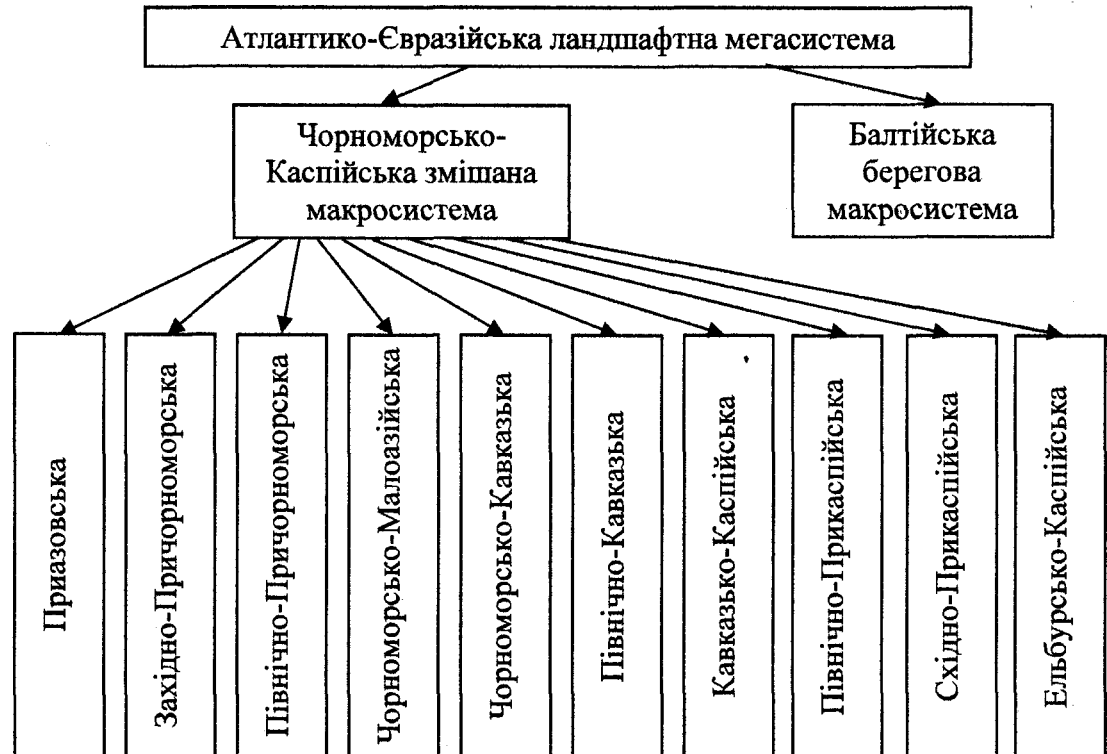 Атлантико-Євразійська ландшафтна мегасистема
Чорноморсько-
Каспійська змішана
макросистема
Балтійська
берегова
макросистема
Приазовська
Західно-Причорноморська
Північно-Причорноморська
Чорноморсько-Малоазійська
Чорноморсько-Кавказька
Північно-Кавказька
Кавказько-Каспійська
Північно-Прикаспійська
Східно-Прикаспійська
Ельбурсько-Каспійська